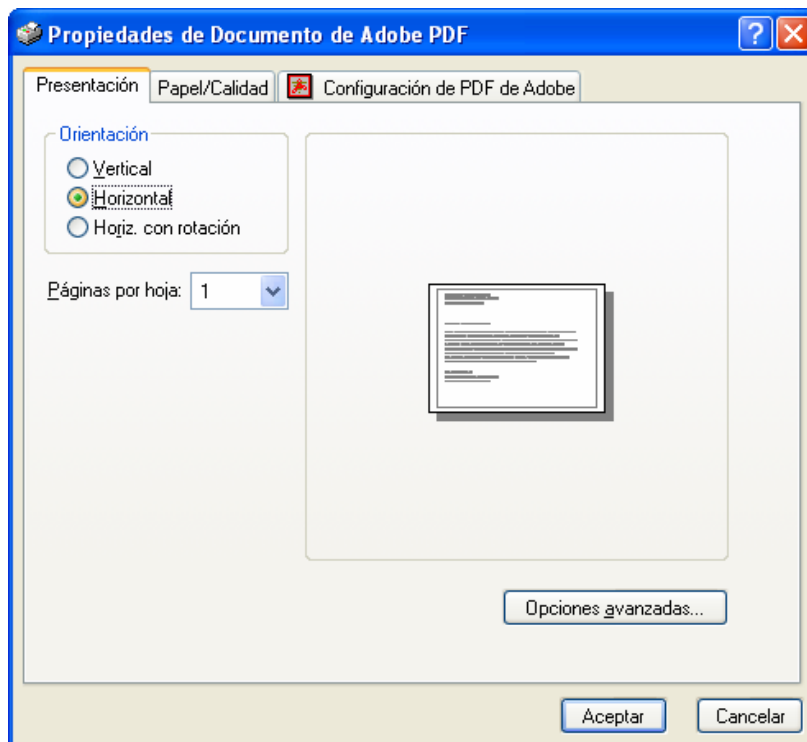 Propiedades de Documento de Adobe PDF
Presentación Papel/Calidad Configuración de PDF de Adobe
Orientación
Vertical
Horizontal
Horiz. con rotación
Páginas por hoja: 1
Opciones avanzadas...
Aceptar Cancelar